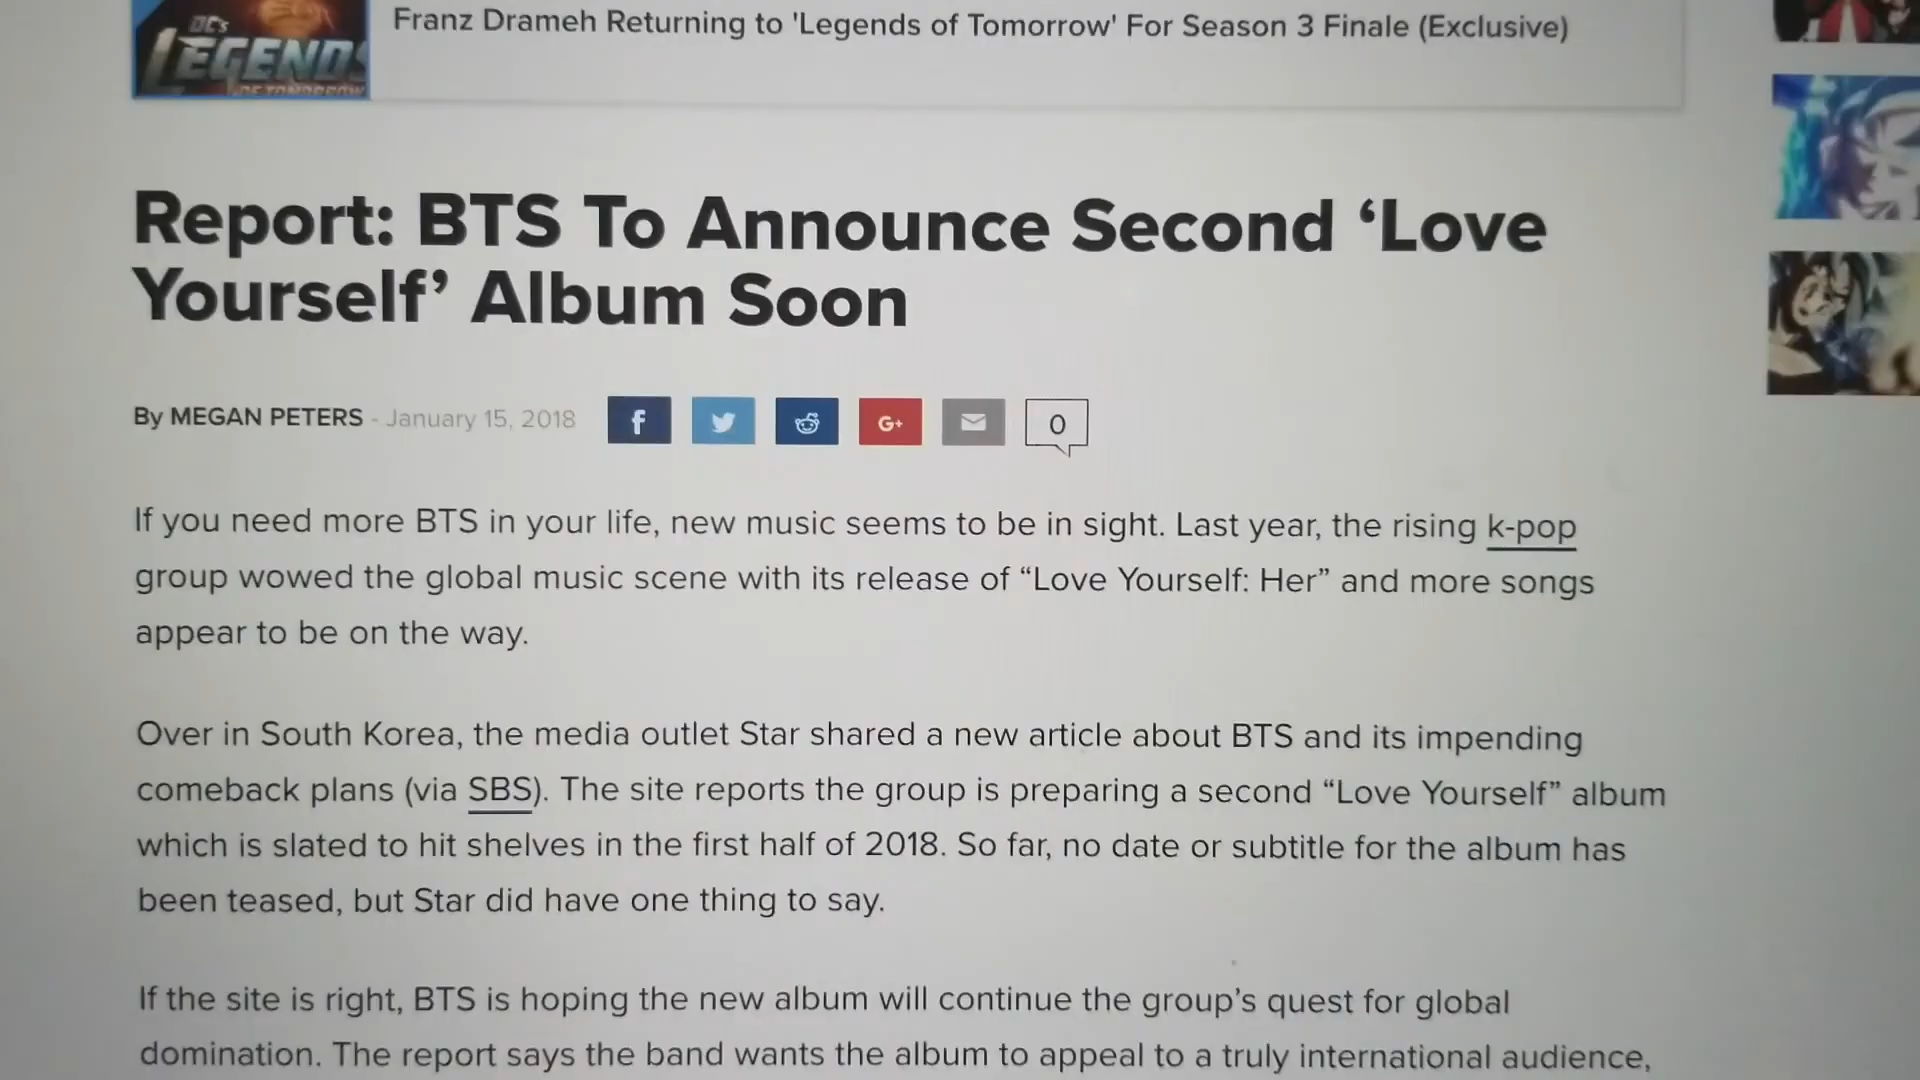 DC's
LEGENDS
OF TOMORROW
Franz Drameh Returning to 'Legends of Tomorrow' For Season 3 Finale (Exclusive)
Report: BTS To Announce Second ‘Love
Yourself’ Album Soon
By MEGAN PETERS - January 15, 2018
f
G+
0
If you need more BTS in your life, new music seems to be in sight. Last year, the rising k-pop
group wowed the global music scene with its release of “Love Yourself: Her” and more songs
appear to be on the way.
Over in South Korea, the media outlet Star shared a new article about BTS and its impending
comeback plans (via SBS). The site reports the group is preparing a second “Love Yourself” album
which is slated to hit shelves in the first half of 2018. So far, no date or subtitle for the album has
been teased, but Star did have one thing to say.
If the site is right, BTS is hoping the new album will continue the group’s quest for global
domination. The report says the band wants the album to appeal to a truly international audience,